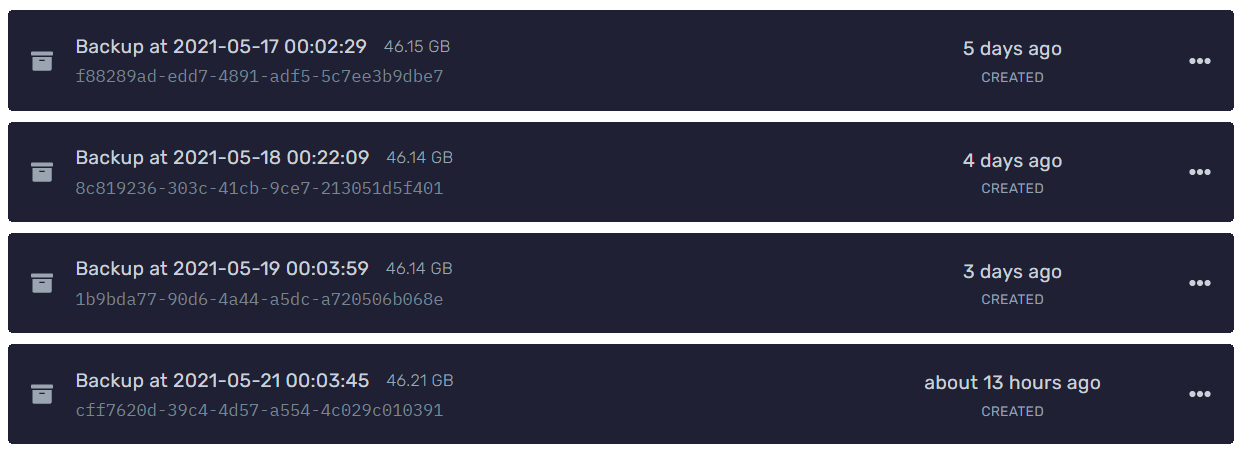 Backup at 2021-05-17 00:02:29 46.15 GB
5 days ago
f88289ad-edd7-4891-adf5-5c7ee3b9dbe7
CREATED
Backup at 2021-05-18 00:22:09 46.14 GB
4 days ago
8c819236-303c-41cb-9ce7-213051d5f401
CREATED
Backup at 2021-05-19 00:03:59 46.14 GB
3 days ago
1b9bda77-90d6-4a44-a5dc-a720506b068e
CREATED
Backup at 2021-05-21 00:03:45 46.21 GB
about 13 hours ago
cff7620d-39c4-4d57-a554-4c029c010391
CREATED